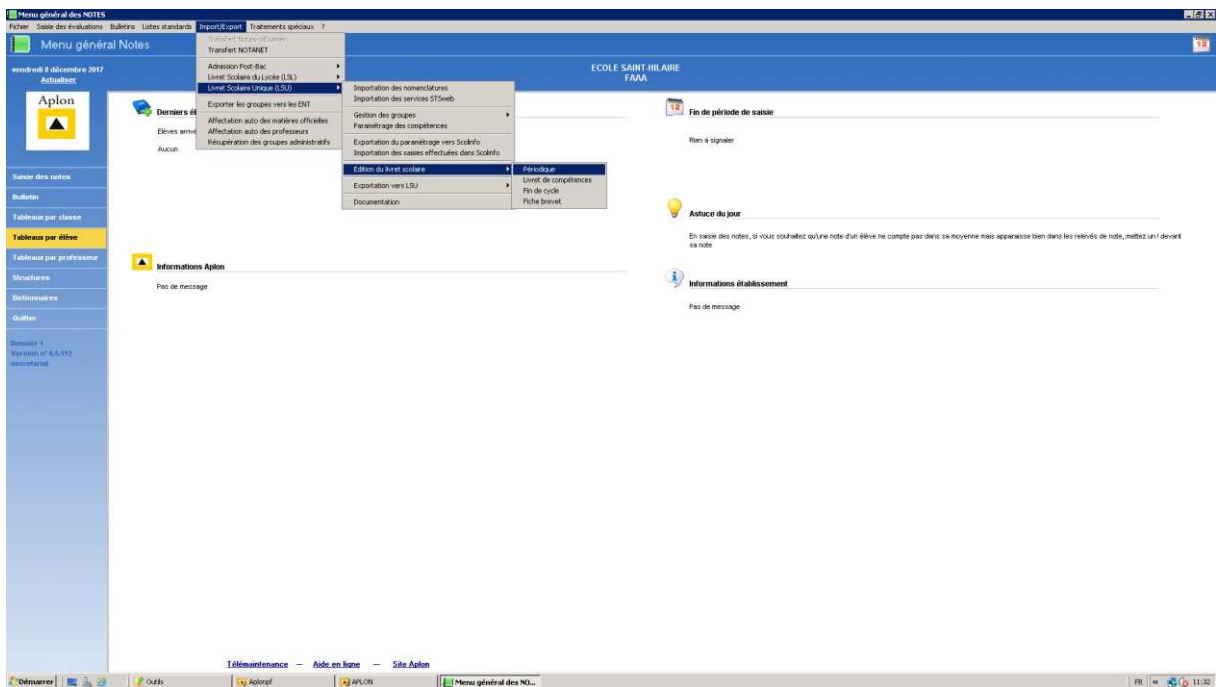 Menu général des NOTES
Fichier Saisie des évaluations Bulletins Listes standards Import/Export Traitements spéciaux ?
Menu général Notes
12
vendredi 8 décembre 2017
Actualiser
ECOLE SAINT-HILAIRE
FAAA
Aplon
Transfert NOTANET
Admission Post-Bac
Livret Scolaire du Lycée (LSL)
Livret Scolaire Unique (LSU)
Exporter les groupes vers les ENT
Affectation auto des matières officielles
Affectation auto des professeurs
Récupération des groupes administratifs
Importation des nomenclatures
Importation des services STSweb
Gestion des groupes
Paramétrage des compétences
Exportation du paramétrage vers ScolInfo
Importation des saisies effectuées dans ScolInfo
Edition du livret scolaire
Exportation vers LSU
Documentation
Périodique
Livret de compétences
Fin de cycle
Fiche brevet
Derniers él
Elèves arrivé
Aucun
12
Fin de période de saisie
Rien à signaler
Astuce du jour
En saisie des notes, si vous souhaitez qu'une note d'un élève ne compte pas dans sa moyenne mais apparaisse bien dans les relevés de note, mettez un ! devant
sa note
Informations Aplon
Pas de message
Informations établissement
Pas de message
Saisie des notes
Bulletin
Tableaux par classe
Tableaux par élève
Tableaux par professeur
Structures
Dictionnaires
Quitter
Dossier 1
secretariat
Télémaintenance — Aide en ligne — Site Aplon
Démarrer
Outils
Aplonpf
APLON
Menu général des NO...
FR
«
11:32